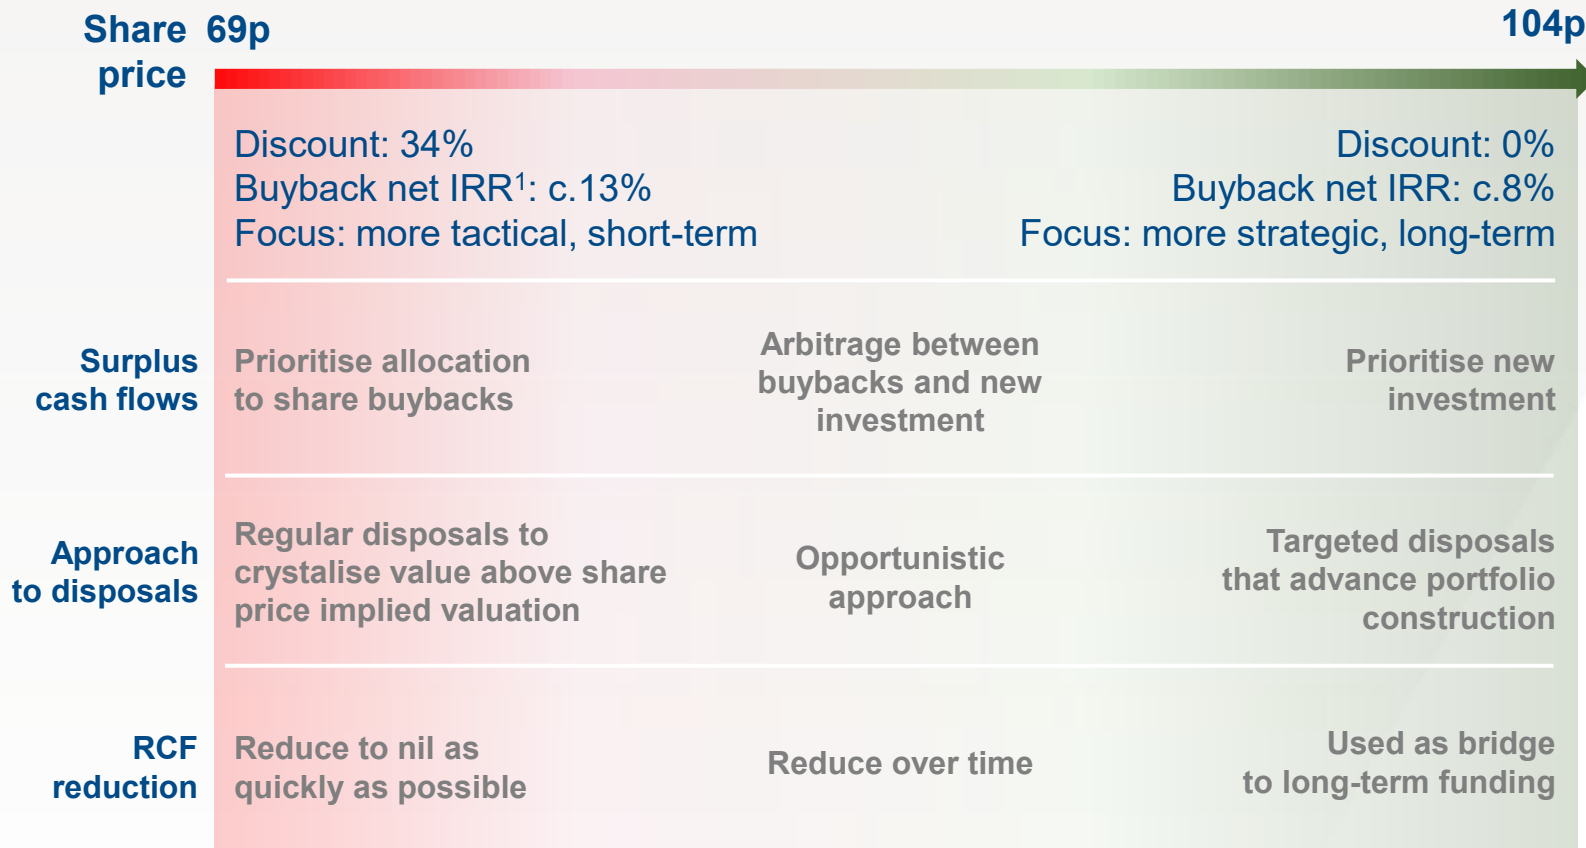 Share 69p
price
104p
Discount: 34%
Buyback net IRR¹: c.13%
Focus: more tactical, short-term
Discount: 0%
Buyback net IRR: c.8%
Focus: more strategic, long-term
Surplus
cash flows
Prioritise allocation
to share buybacks
Arbitrage between
buybacks and new
investment
Prioritise new
investment
Approach
to disposals
Regular disposals to
crystalise value above share
price implied valuation
Opportunistic
approach
Targeted disposals
that advance portfolio
construction
RCF
reduction
Reduce to nil as
quickly as possible
Reduce over time
Used as bridge
to long-term funding